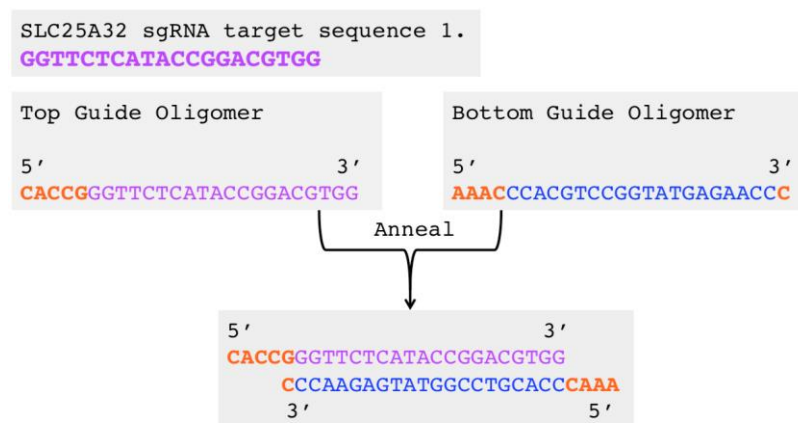 SLC25A32 sgRNA target sequence 1.
GGTTCTCATACCGGACGTGG
Top Guide Oligomer
5′ 3′
CACCGGGTTCTCATACCGGACGTGG
Bottom Guide Oligomer
5′ 3′
AAACCCACGTCCGGTATGAGAACCC
Anneal
5′ 3′
CACCGGGTTCTCATACCGGACGTGG
CCCAAGAGTATGGCCTGCACCCAAA
3′ 5′